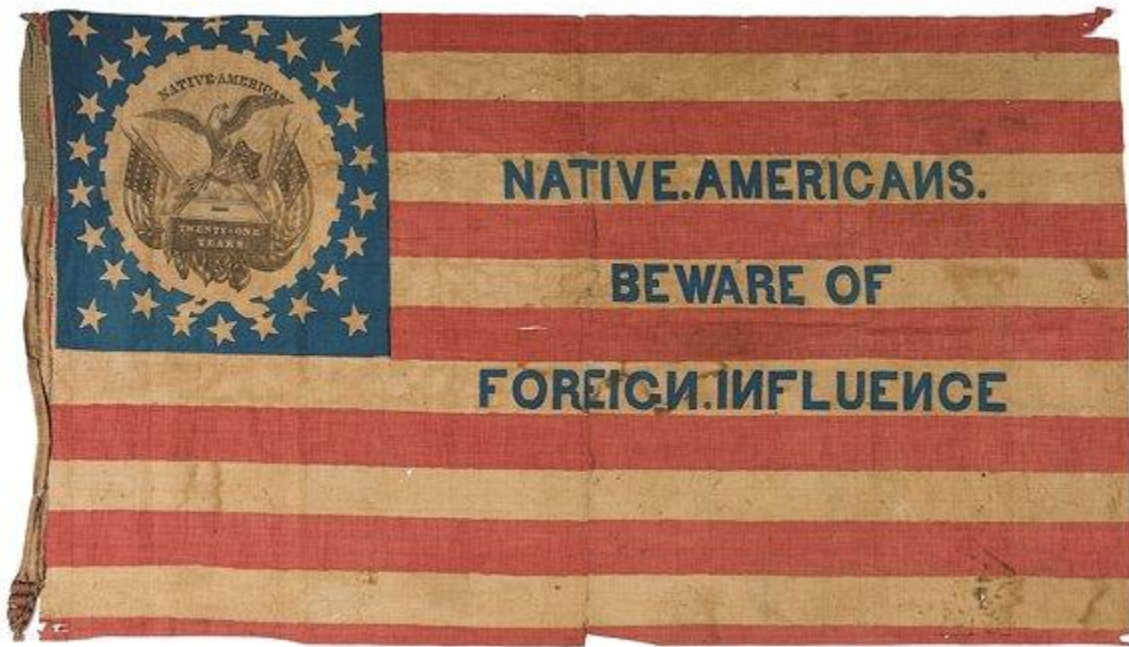 NATIVE-AMERICAN
TWENTY-ONE
YEARS
NATIVE.AMERICANS.
BEWARE OF
FOREIGN.INFLUENCE